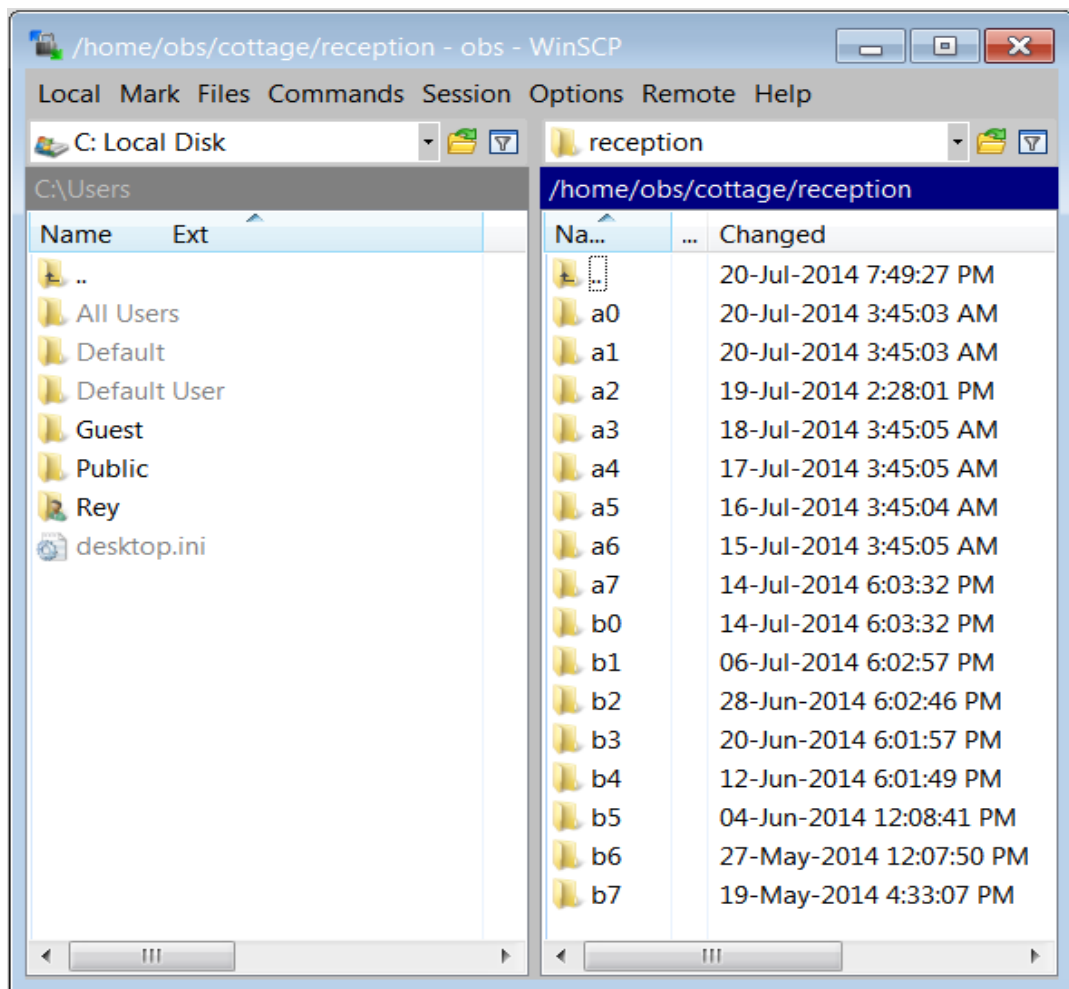 /home/obs/cottage/reception - obs - WinSCP
Local Mark Files Commands Session Options Remote Help
C: Local Disk
C:\Users
Name Ext
..
All Users
Default
Default User
Guest
Public
Rey
desktop.ini
reception
/home/obs/cottage/reception
Na... ... Changed
.. 20-Jul-2014 7:49:27 PM
a0 20-Jul-2014 3:45:03 AM
a1 20-Jul-2014 3:45:03 AM
a2 19-Jul-2014 2:28:01 PM
a3 18-Jul-2014 3:45:05 AM
a4 17-Jul-2014 3:45:05 AM
a5 16-Jul-2014 3:45:04 AM
a6 15-Jul-2014 3:45:05 AM
a7 14-Jul-2014 6:03:32 PM
b0 14-Jul-2014 6:03:32 PM
b1 06-Jul-2014 6:02:57 PM
b2 28-Jun-2014 6:02:46 PM
b3 20-Jun-2014 6:01:57 PM
b4 12-Jun-2014 6:01:49 PM
b5 04-Jun-2014 12:08:41 PM
b6 27-May-2014 12:07:50 PM
b7 19-May-2014 4:33:07 PM